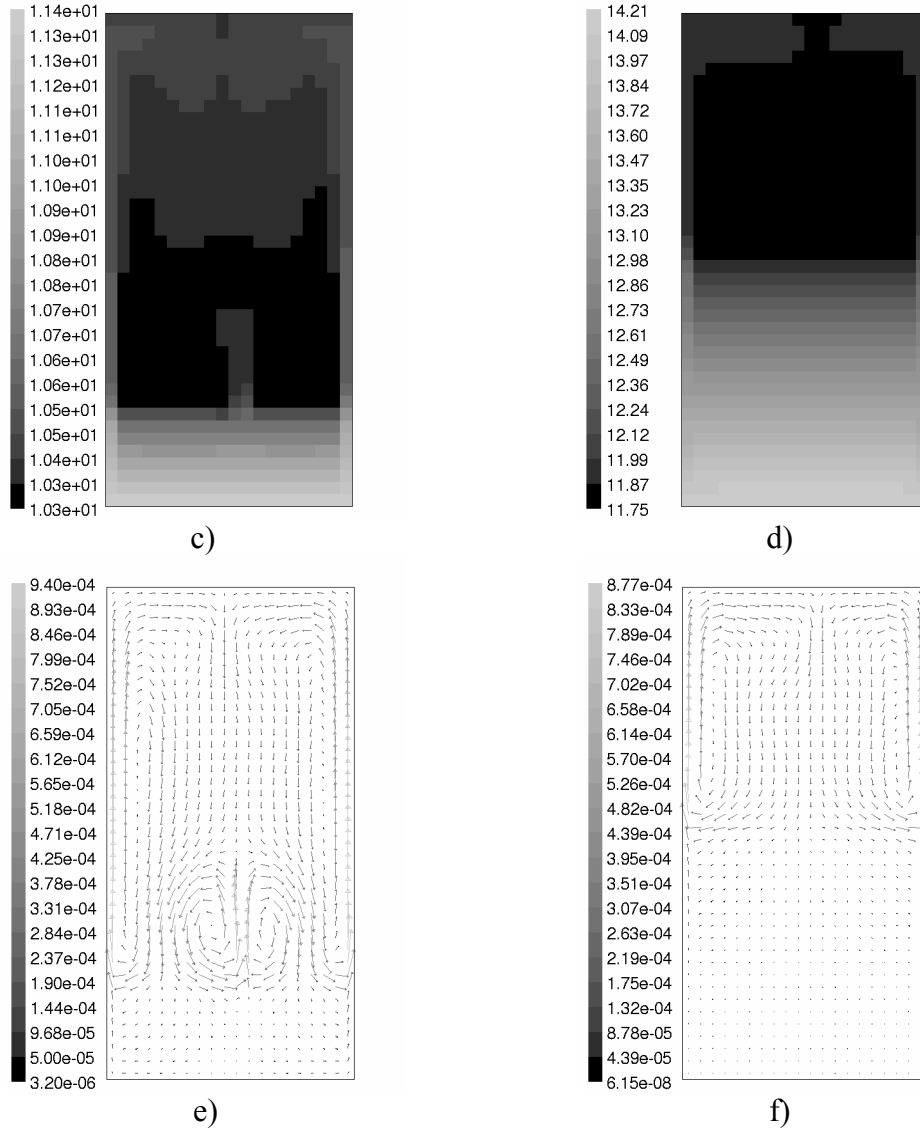 1.14e+01
1.13e+01
1.13e+01
1.12e+01
1.11e+01
1.11e+01
1.10e+01
1.10e+01
1.09e+01
1.09e+01
1.08e+01
1.08e+01
1.07e+01
1.07e+01
1.06e+01
1.06e+01
1.05e+01
1.05e+01
1.04e+01
1.03e+01
1.03e+01
c)
14.21
14.09
13.97
13.84
13.72
13.60
13.47
13.35
13.23
13.10
12.98
12.86
12.73
12.61
12.49
12.36
12.24
12.12
11.99
11.87
11.75
d)
9.40e-04
8.93e-04
8.46e-04
7.99e-04
7.52e-04
7.05e-04
6.59e-04
6.12e-04
5.65e-04
5.18e-04
4.71e-04
4.25e-04
3.78e-04
3.31e-04
2.84e-04
2.37e-04
1.90e-04
1.44e-04
9.68e-05
5.00e-05
3.20e-06
e)
8.77e-04
8.33e-04
7.89e-04
7.46e-04
7.02e-04
6.58e-04
6.14e-04
5.70e-04
5.26e-04
4.82e-04
4.39e-04
3.95e-04
3.51e-04
3.07e-04
2.63e-04
2.19e-04
1.75e-04
1.32e-04
8.78e-05
4.39e-05
6.15e-08
f)